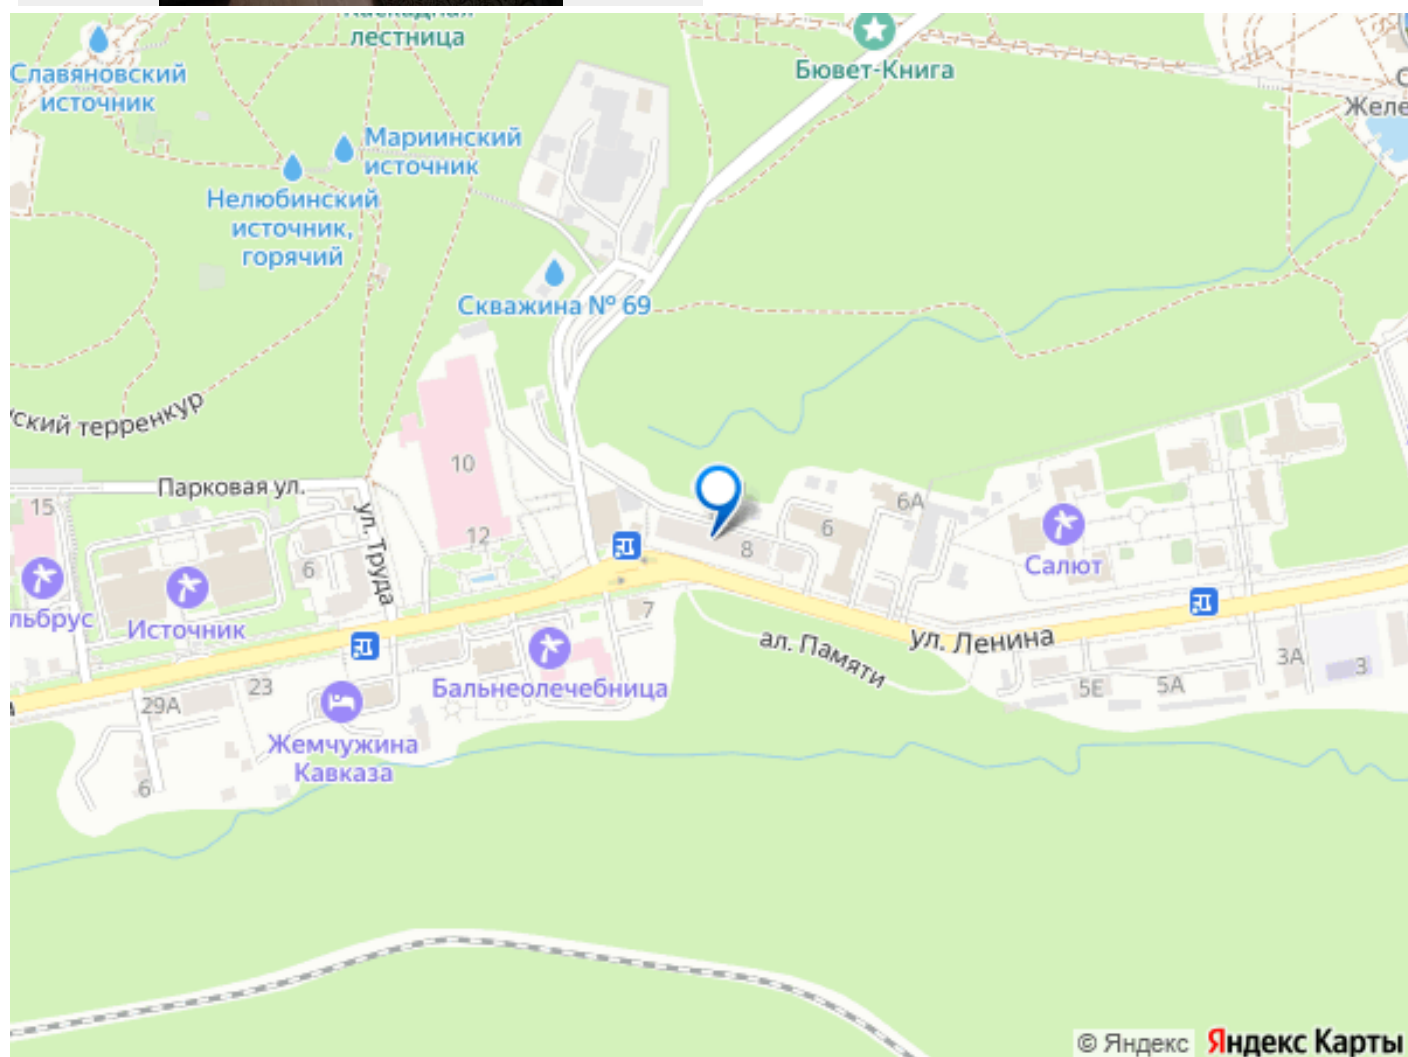 Каскадная
лестница
Бювет-Книга
Славяновский
источник
Желе
Мариинский
источник
Нелюбинский
источник,
горячий
Скважина № 69
ский терренкур
10
Парковая ул.
15
ул. Труда
12
6А
6
8
Салют
6
льбрус
Источник
7
ал. Памяти
ул. Ленина
3А
3
Бальнеолечебница
5Е
5А
23
29А
Жемчужина
Кавказа
6
© Яндекс Яндекс Карты